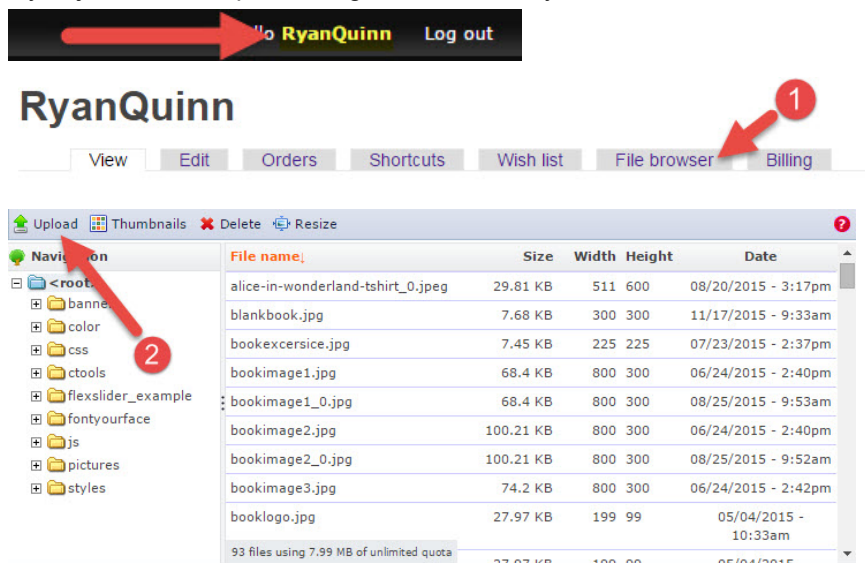 RyanQuinn Log out
RyanQuinn
1
View Edit Orders Shortcuts Wish list File browser Billing
Upload Thumbnails Delete Resize ?
File name Size Width Height Date
<root
alice-in-wonderland-tshirt_0.jpeg 29.81 KB 511 600 08/20/2015 - 3:17pm
blankbook.jpg 7.68 KB 300 300 11/17/2015 - 9:33am
color
bookexcersice.jpg 7.45 KB 225 225 07/23/2015 - 2:37pm
css
2
ctools
bookimage1.jpg 68.4 KB 800 300 06/24/2015 - 2:40pm
flexslider_example
bookimage1_0.jpg 68.4 KB 800 300 08/25/2015 - 9:53am
fontyourface
bookimage2.jpg 100.21 KB 800 300 06/24/2015 - 2:40pm
js
bookimage2_0.jpg 100.21 KB 800 300 08/25/2015 - 9:52am
pictures
styles
bookimage3.jpg 74.2 KB 800 300 06/24/2015 - 2:42pm
booklogo.jpg 27.97 KB 199 99 05/04/2015 -
10:33am
93 files using 7.99 MB of unlimited quota